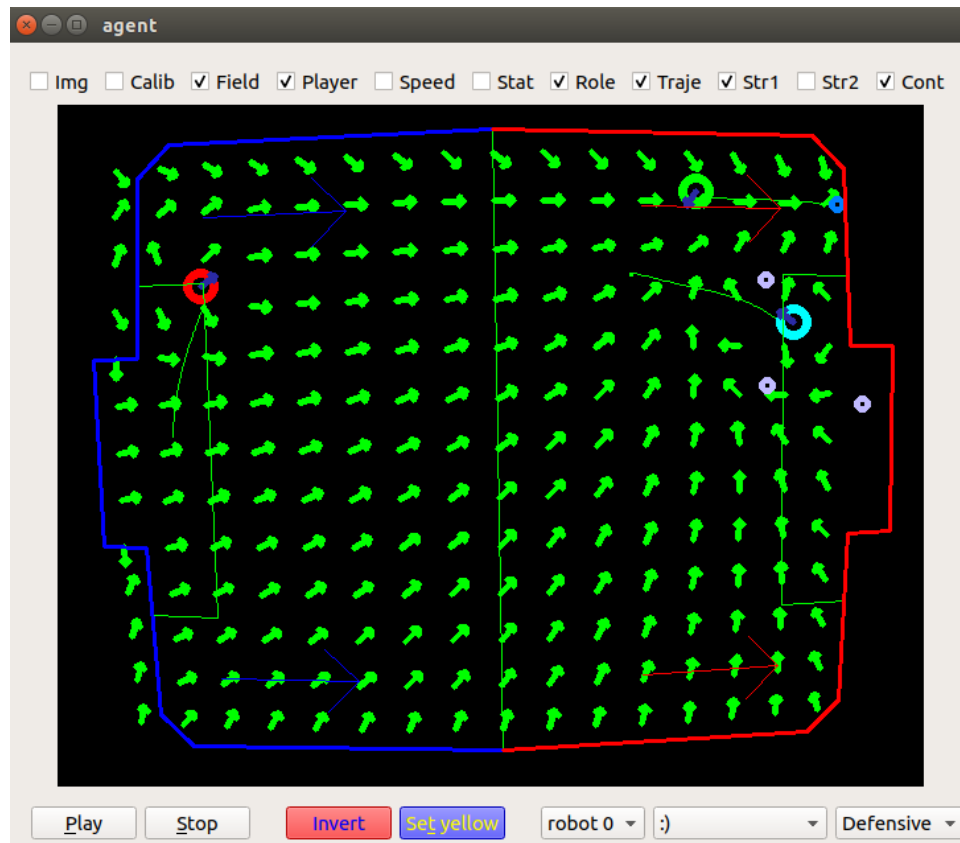 agent
Img Calib Field Player Speed Stat Role Traje Str1 Str2 Cont
Play Stop Invert Set yellow robot 0 :) Defensive